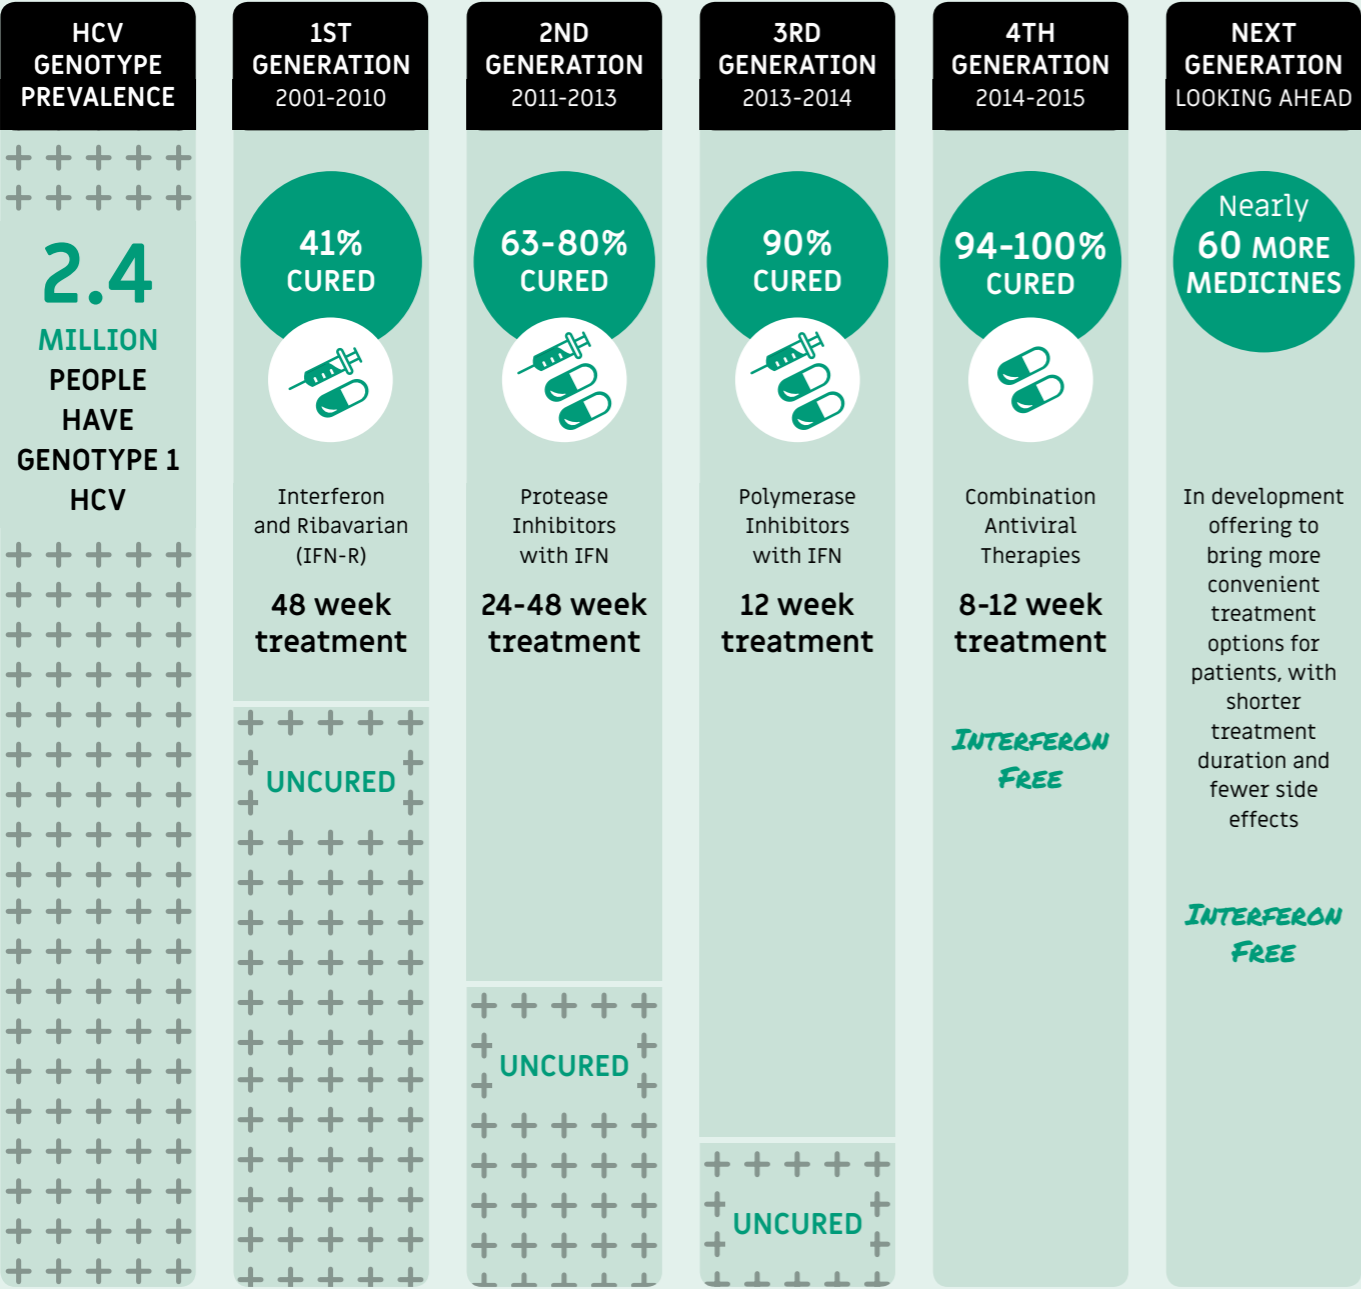 HCV
GENOTYPE
PREVALENCE
2.4
MILLION
PEOPLE
HAVE
GENOTYPE 1
HCV
1ST
GENERATION
2001-2010
41%
CURED
Interferon
and Ribavarian
(IFN-R)
48 week
treatment
UNCURED
2ND
GENERATION
2011-2013
63-80%
CURED
Protease
Inhibitors
with IFN
24-48 week
treatment
UNCURED
3RD
GENERATION
2013-2014
90%
CURED
Polymerase
Inhibitors
with IFN
12 week
treatment
UNCURED
4TH
GENERATION
2014-2015
94-100%
CURED
Combination
Antiviral
Therapies
8-12 week
treatment
INTERFERON
FREE
NEXT
GENERATION
LOOKING AHEAD
Nearly
60 MORE
MEDICINES
In development
offering to
bring more
convenient
treatment
options for
patients, with
shorter
treatment
duration and
fewer side
effects
INTERFERON
FREE